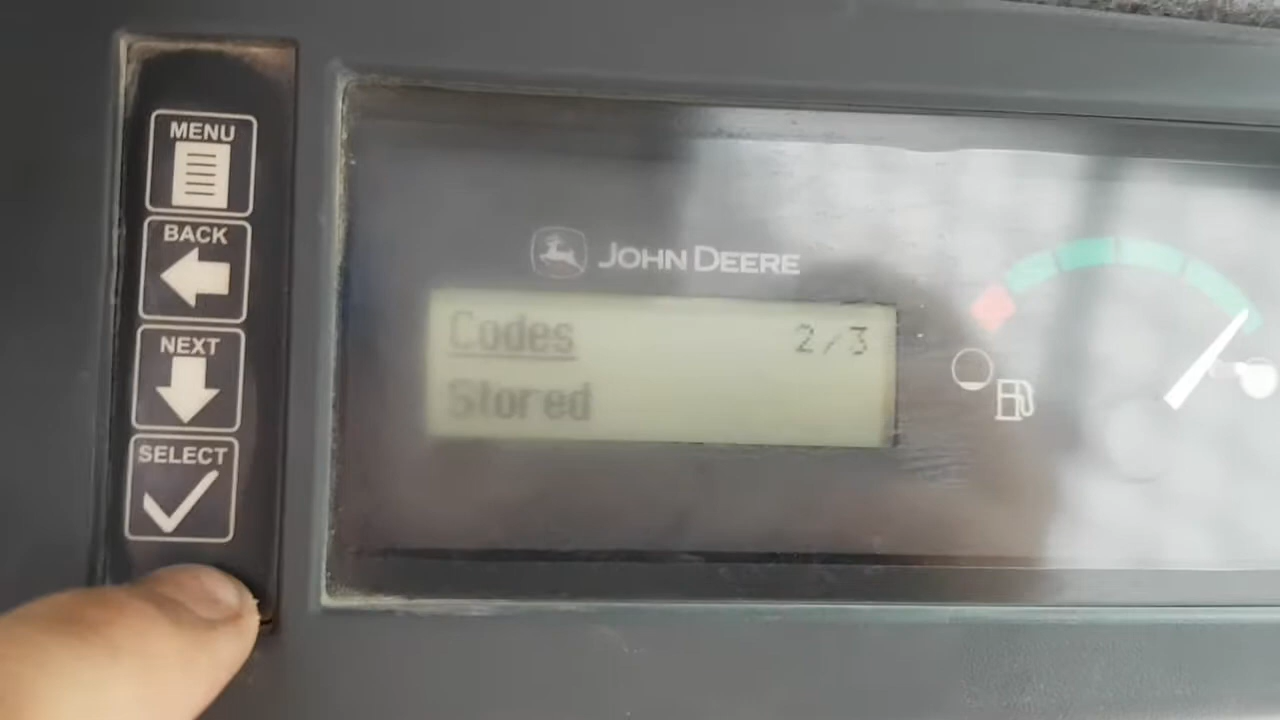 MENU
BACK
NEXT
SELECT
JOHN DEERE
Codes 2/3
Stored